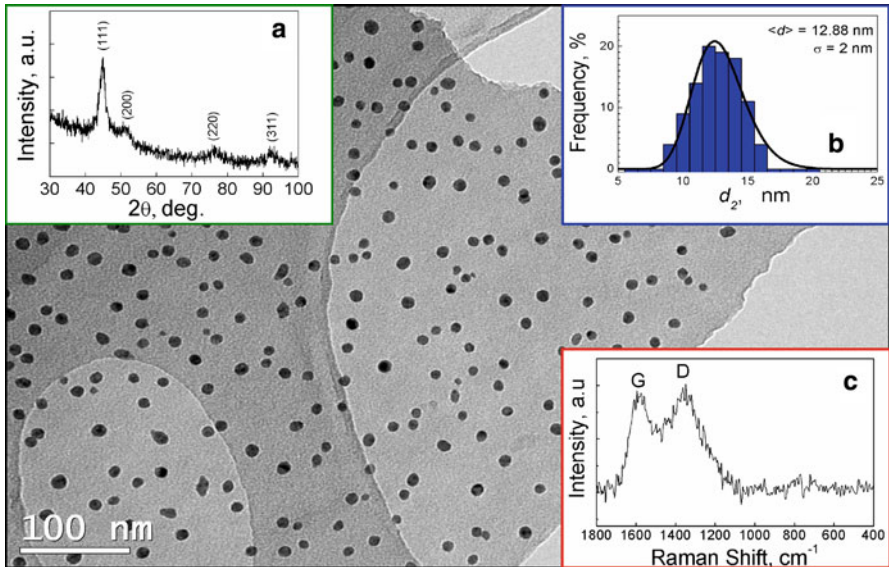 a
Intensity, a.u.
(111)
(200)
(220)
(311)
30 40 50 60 70 80 90 100
2θ, deg.
b
<d> = 12.88 nm
σ = 2 nm
Frequency, %
20
10
0
5 10 15 20 25
d₂, nm
c
G
D
Intensity, a.u
1800 1600 1400 1200 1000 800 600 400
Raman Shift, cm⁻¹
100 nm